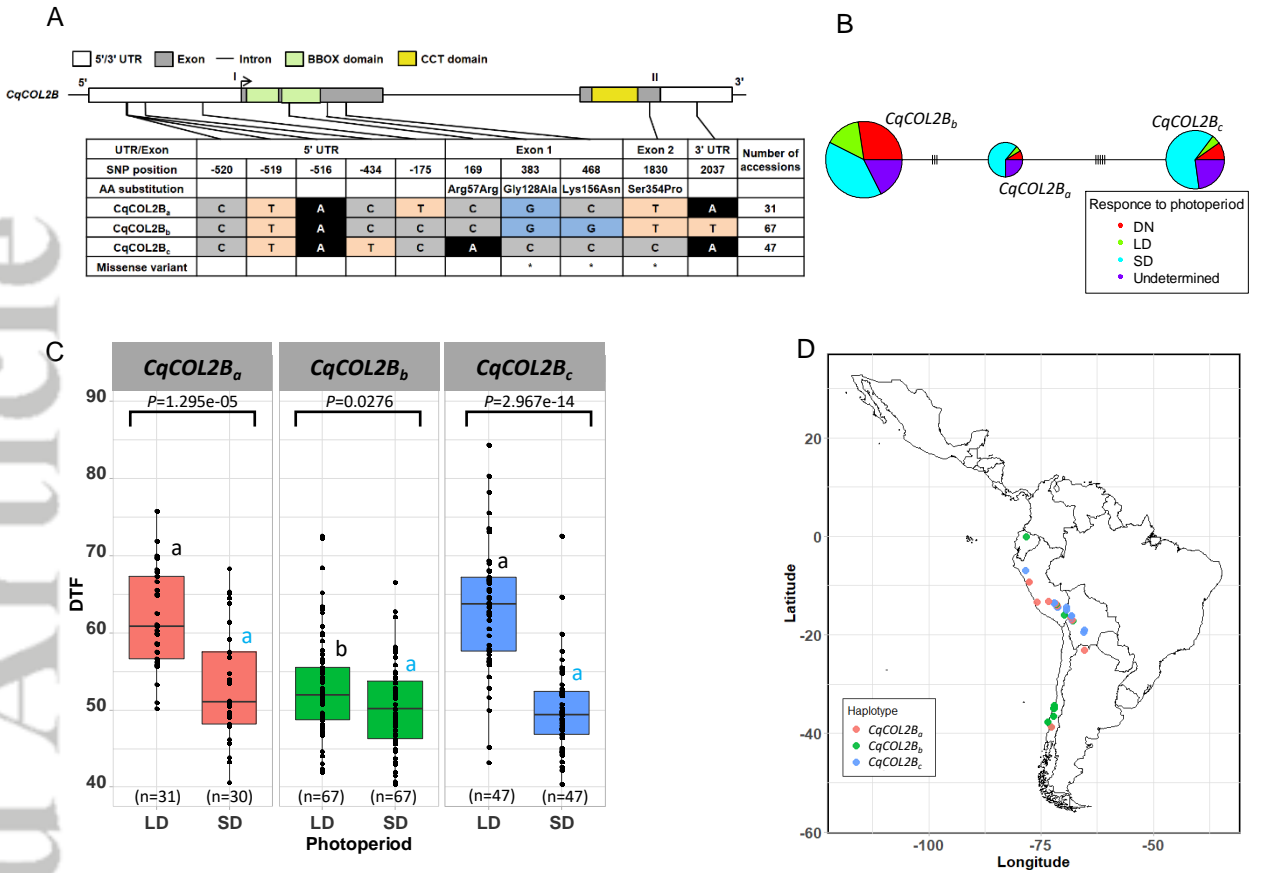 A
5'/3' UTR Exon Intron BBOX domain CCT domain
I II
CqCOL2B 5' 3'
UTR/Exon 5' UTR Exon 1 Exon 2 3' UTR Number of accessions
SNP position -520 -519 -516 -434 -175 169 383 468 1830 2037
AA substitution Arg57Arg Gly128Ala Lys156Asn Ser354Pro
CqCOL2Ba C T A C T C G C T A 31
CqCOL2Bb C T A C C C G G T T 67
CqCOL2Bc C T A T C A C C C A 47
Missense variant * * *
B
CqCOL2Bb
CqCOL2Ba
CqCOL2Bc
Responce to photoperiod
DN
LD
SD
Undetermined
C
CqCOL2Ba CqCOL2Bb CqCOL2Bc
P=1.295e-05 P=0.0276 P=2.967e-14
DTF
90
80
70
60
50
40
a a b a a a
(n=31) (n=30) (n=67) (n=67) (n=47) (n=47)
LD SD LD SD LD SD
Photoperiod
D
Latitude
20
0
-20
-40
-60
Haplotype
CqCOL2Ba
CqCOL2Bb
CqCOL2Bc
-100 -75 -50
Longitude
u Article